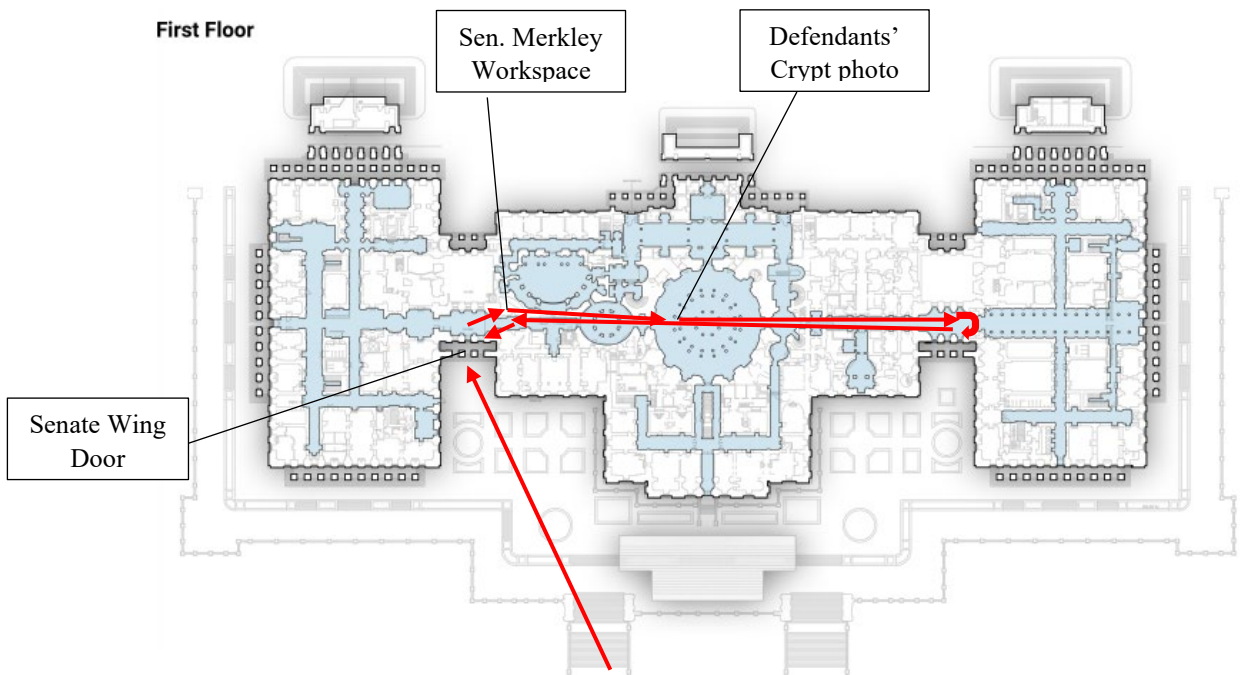 First Floor
Sen. Merkley
Workspace
Defendants’
Crypt photo
Senate Wing
Door